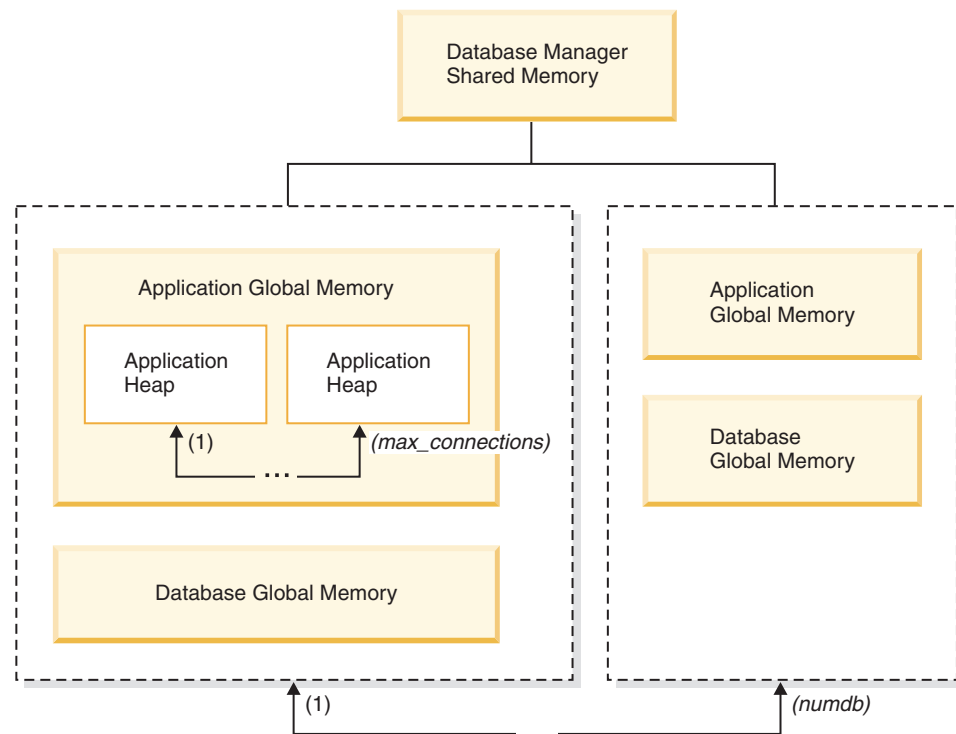 Database Manager
Shared Memory
Application Global Memory
Application
Heap
Application
Heap
(1)
(max_connections)
...
Database Global Memory
Application
Global Memory
Database
Global Memory
(1)
(numdb)